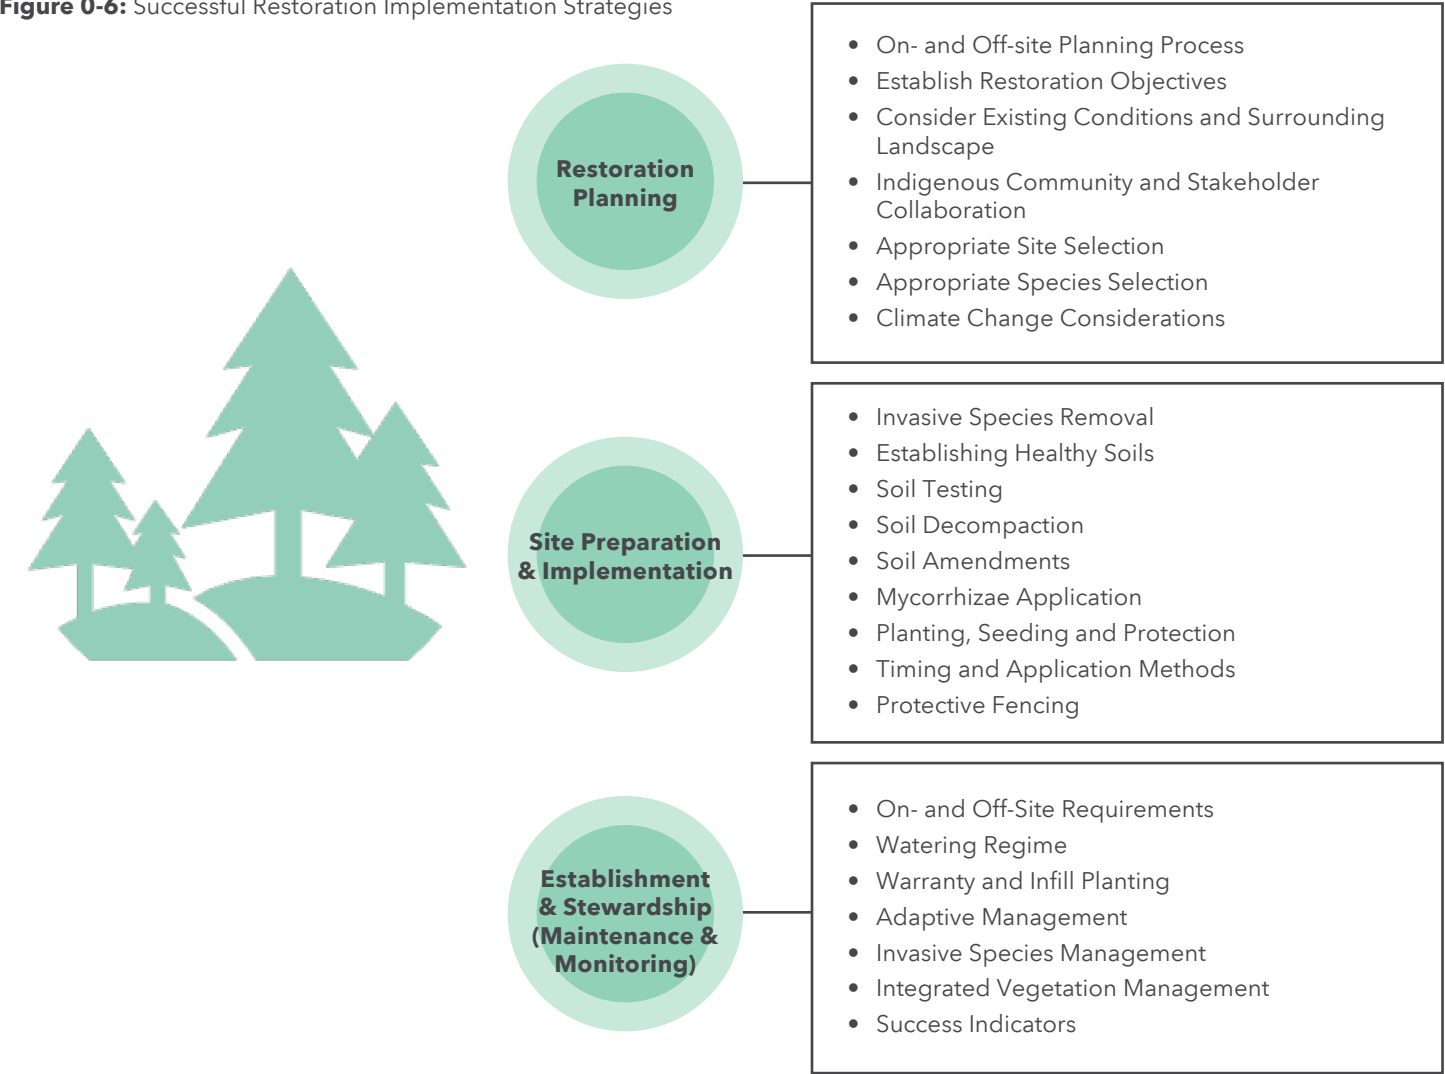 Figure 0-6: Successful Restoration Implementation Strategies
Restoration
Planning
• On- and Off-site Planning Process
• Establish Restoration Objectives
• Consider Existing Conditions and Surrounding
Landscape
• Indigenous Community and Stakeholder
Collaboration
• Appropriate Site Selection
• Appropriate Species Selection
• Climate Change Considerations
Site Preparation
& Implementation
• Invasive Species Removal
• Establishing Healthy Soils
• Soil Testing
• Soil Decompaction
• Soil Amendments
• Mycorrhizae Application
• Planting, Seeding and Protection
• Timing and Application Methods
• Protective Fencing
Establishment
& Stewardship
(Maintenance &
Monitoring)
• On- and Off-Site Requirements
• Watering Regime
• Warranty and Infill Planting
• Adaptive Management
• Invasive Species Management
• Integrated Vegetation Management
• Success Indicators